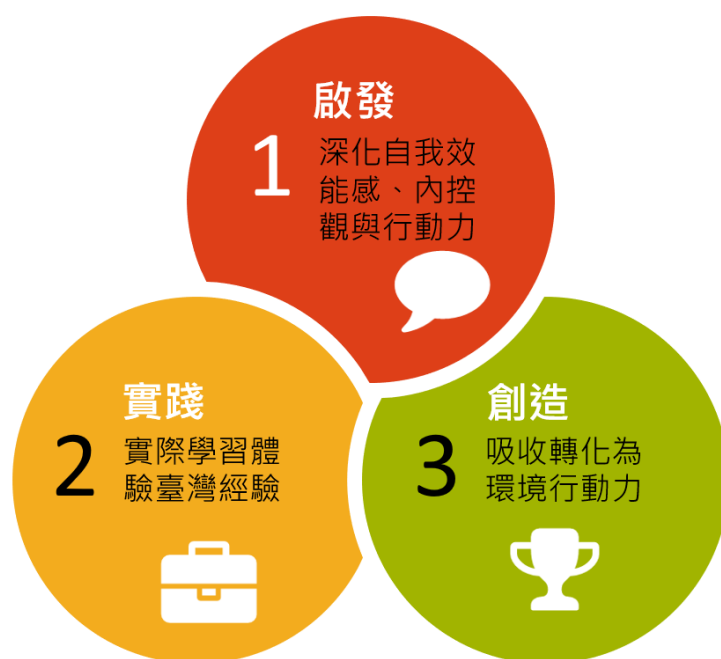 啟發
1
深化自我效
能感、內控
觀與行動力
實踐
2
實際學習體
驗臺灣經驗
創造
3
吸收轉化為
環境行動力